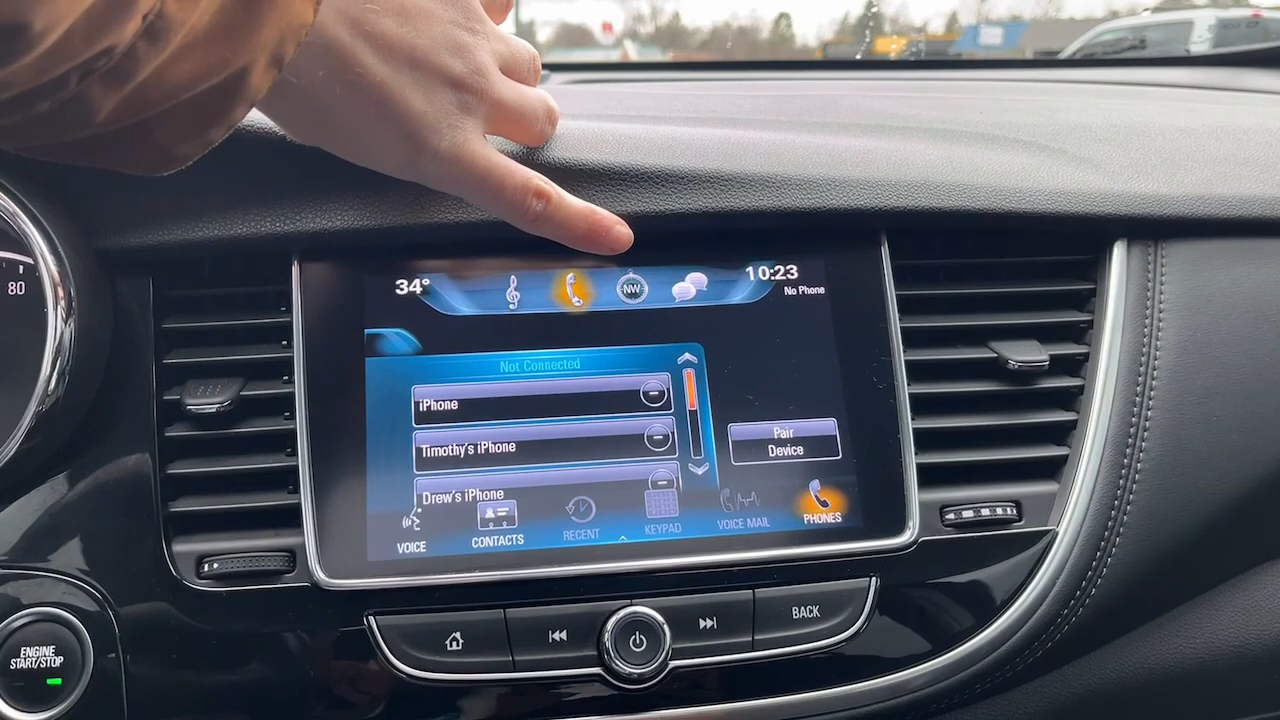 34°
NW
10:23
No Phone
80
Not Connected
iPhone
Timothy's iPhone
Pair
Device
Drew's iPhone
VOICE
CONTACTS
RECENT
KEYPAD
VOICE MAIL
PHONES
BACK
ENGINE
START/STOP